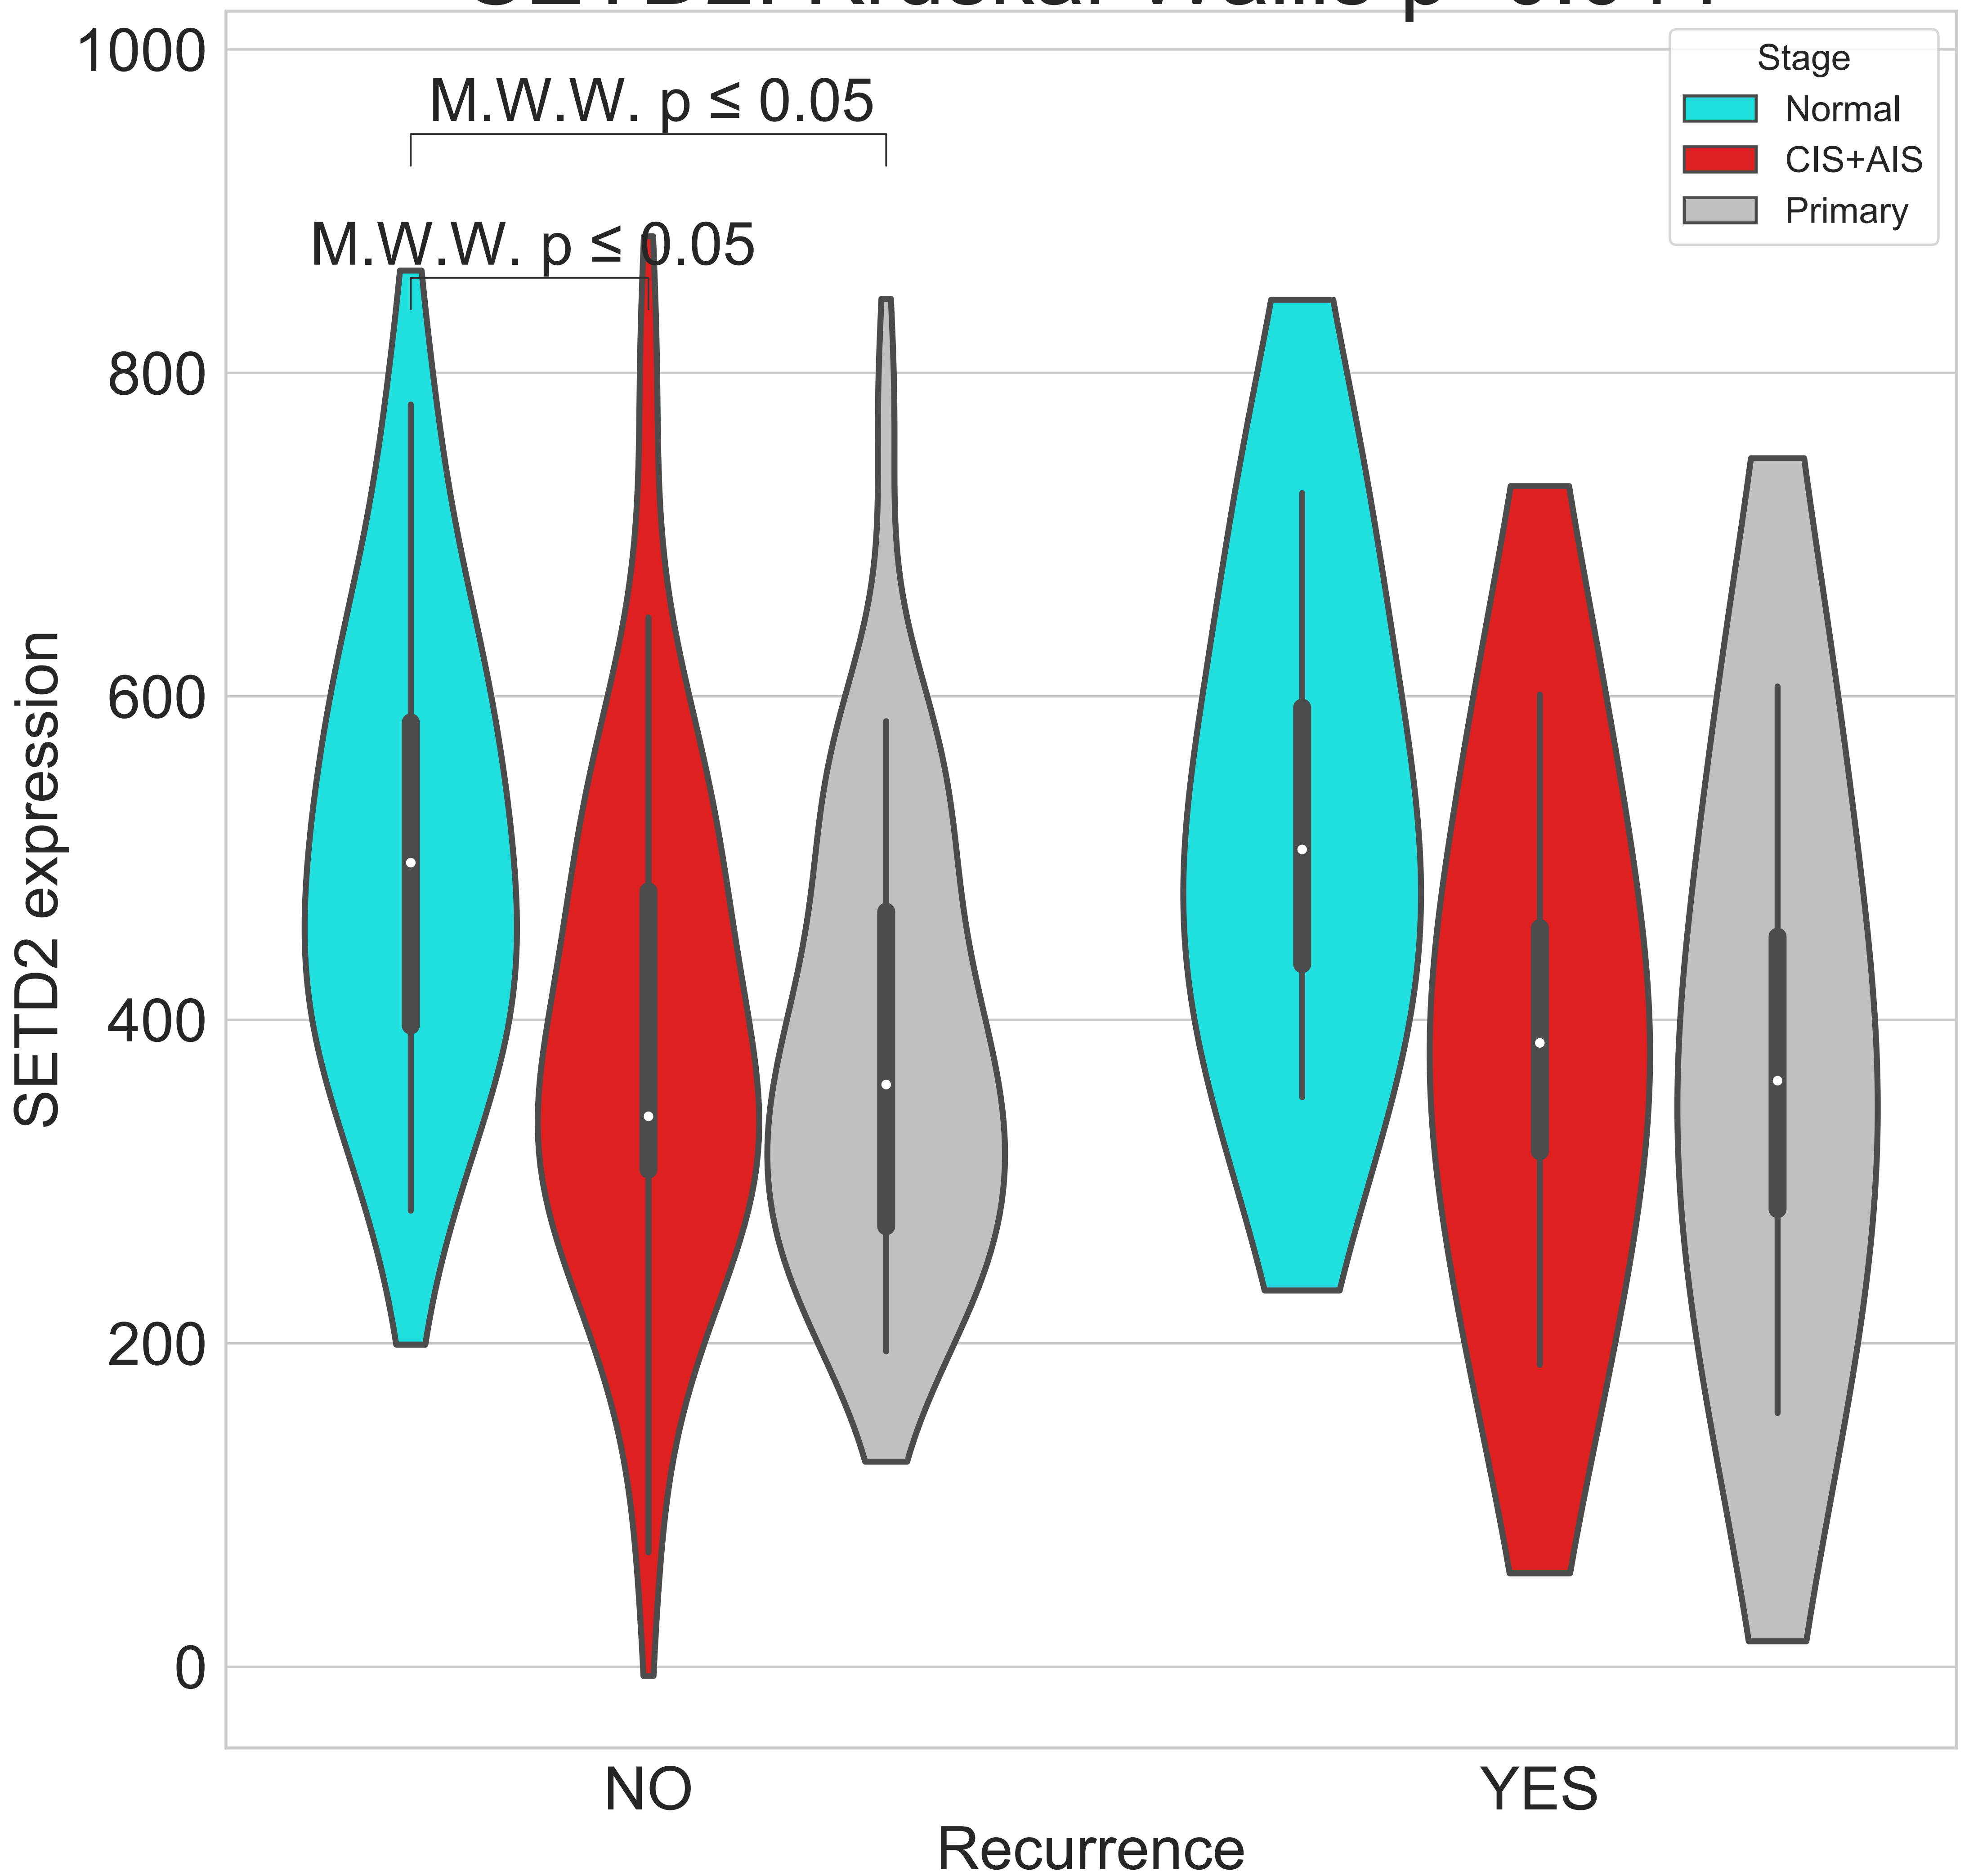 1000
800
600
400
200
0
SETD2 expression
M.W.W. p ≤ 0.05
M.W.W. p ≤ 0.05
Stage
Normal
CIS+AIS
Primary
NO
YES
Recurrence